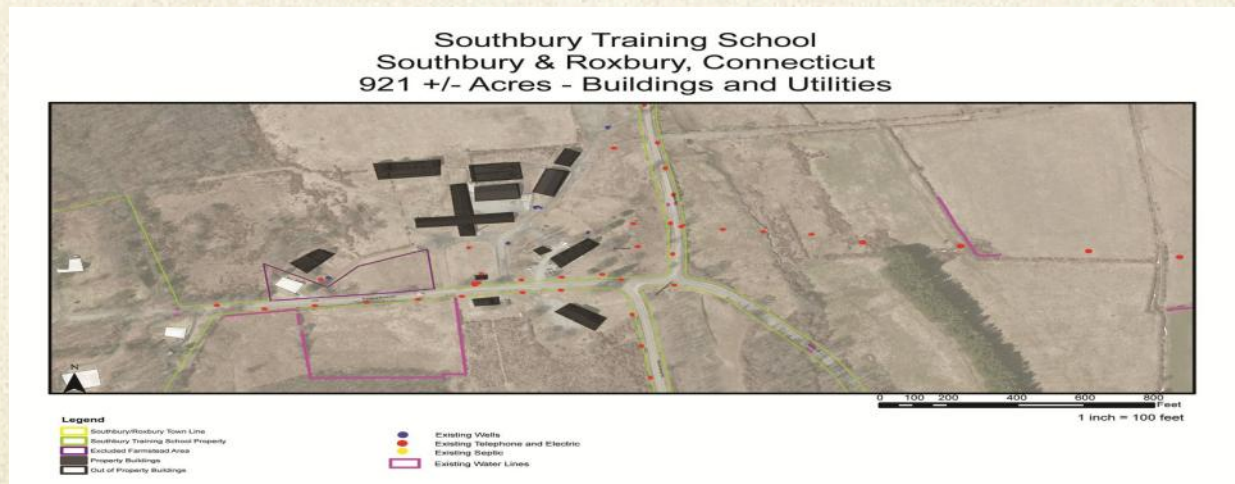 Southbury Training School
Southbury & Roxbury, Connecticut
921 +/- Acres - Buildings and Utilities
N
0 100 200 400 600 800
Feet
1 inch = 100 feet
Legend
Southbury/Roxbury Town Line
Southbury Training School Property
Excluded Farmstead Area
Property Buildings
Out of Property Buildings
Existing Wells
Existing Telephone and Electric
Existing Septic
Existing Water Lines